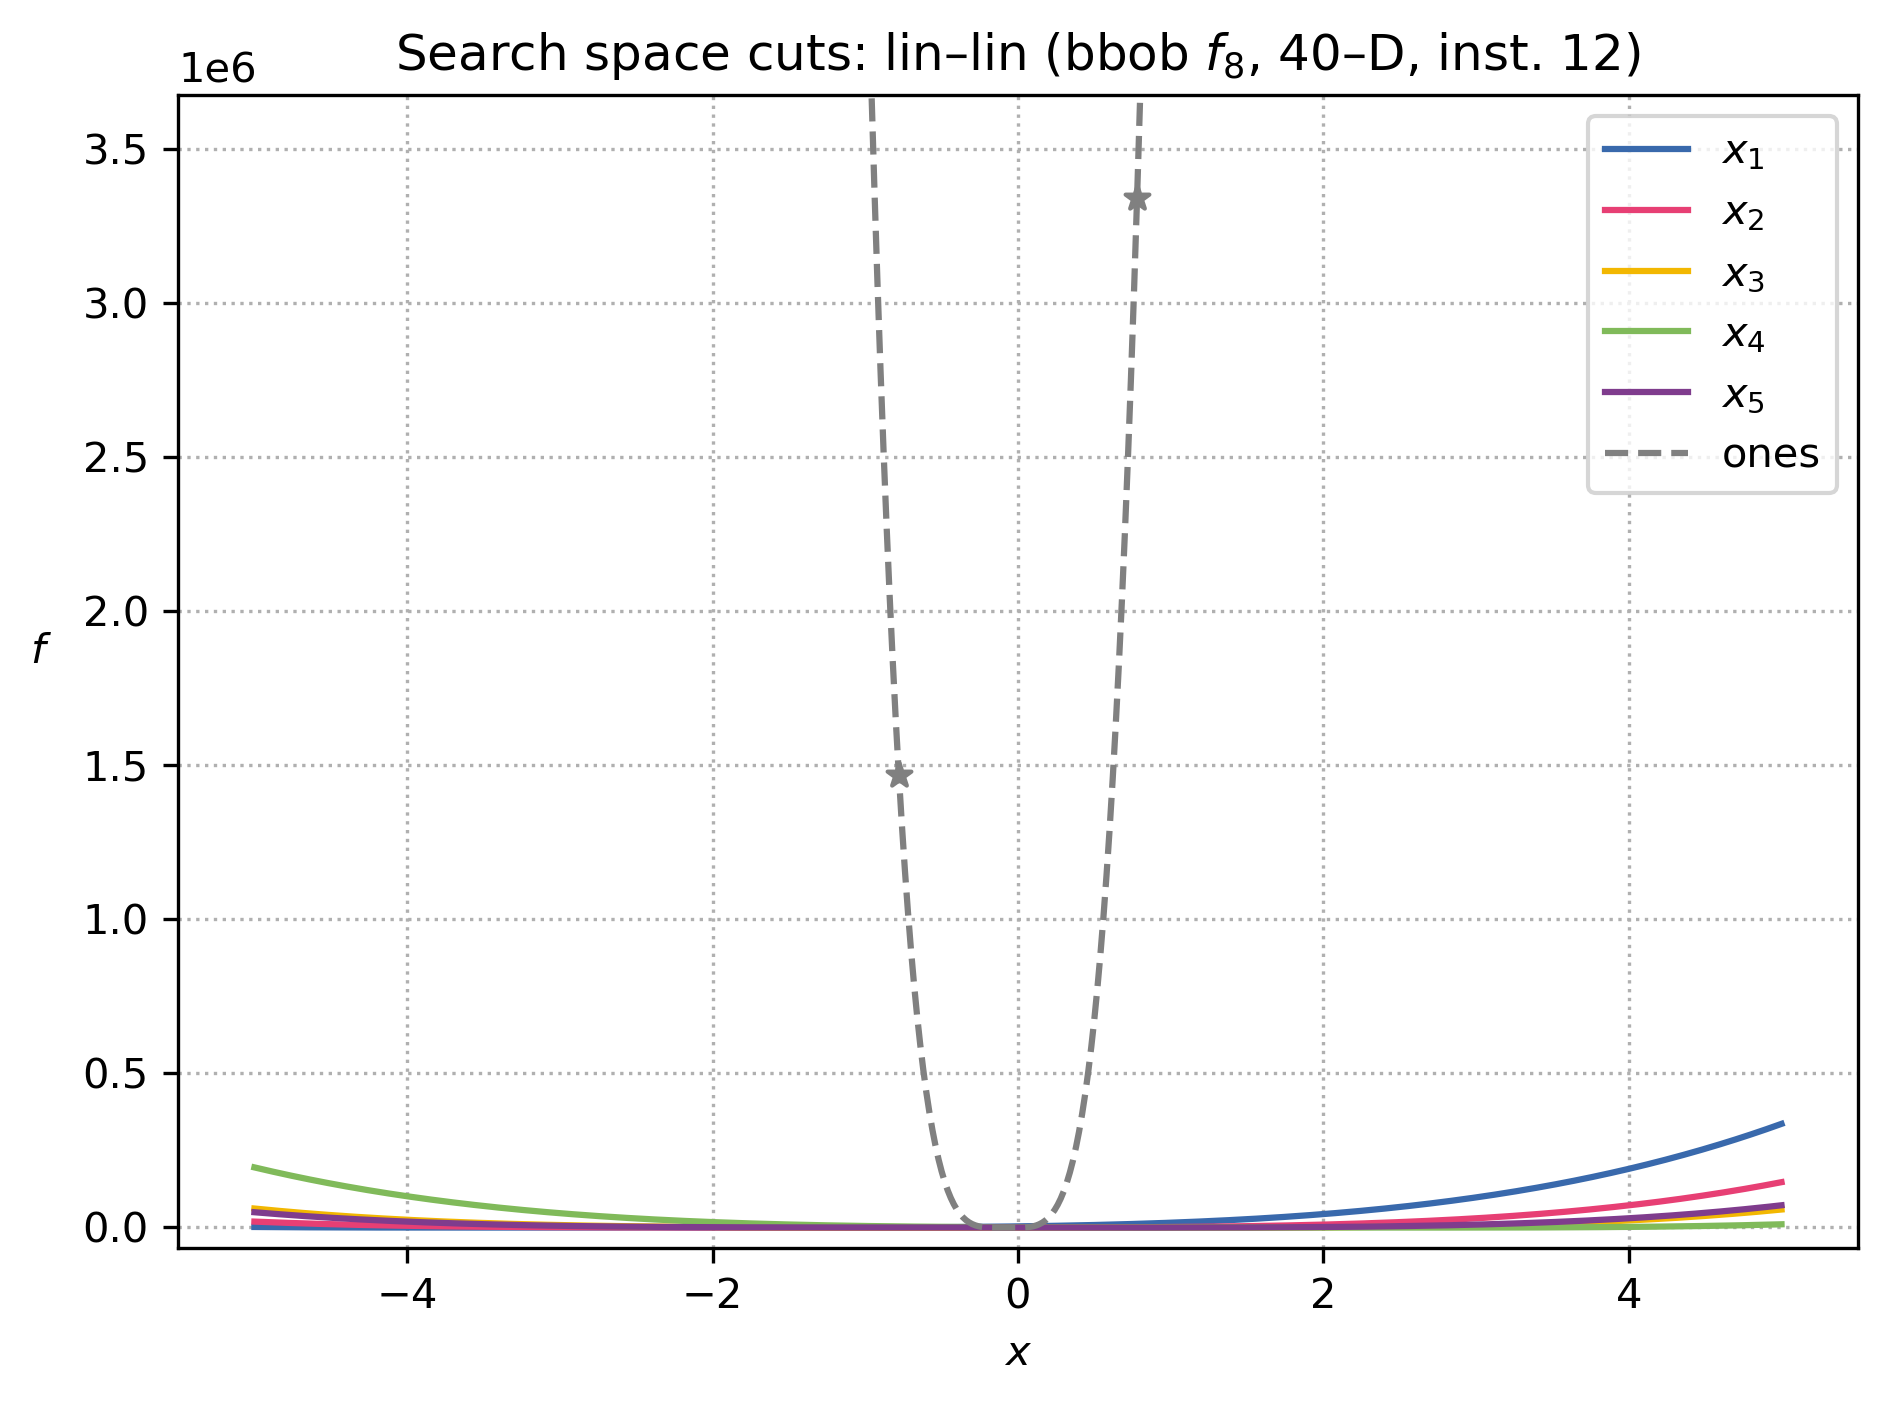 Search space cuts: lin–lin (bbob f₈, 40–D, inst. 12)
1e6
3.5
3.0
2.5
2.0
1.5
1.0
0.5
0.0
f
−4
−2
0
2
4
x
x₁
x₂
x₃
x₄
x₅
ones